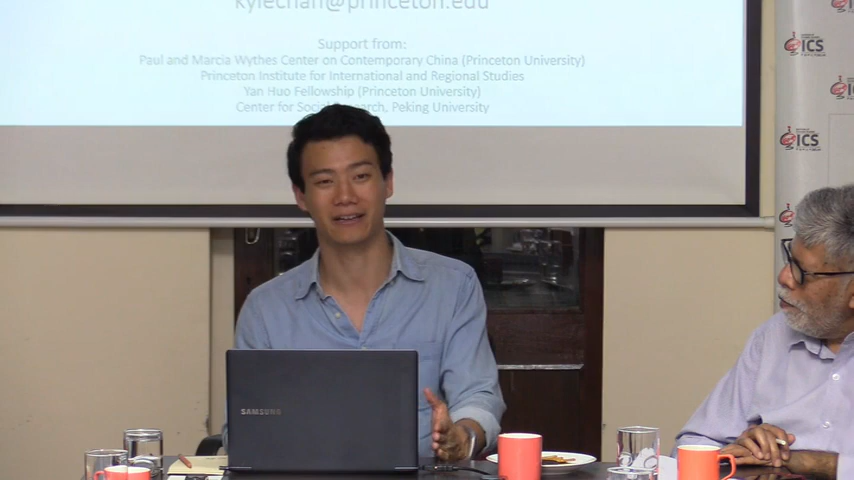 kylechan@princeton.edu
Support from:
Paul and Marcia Wythes Center on Contemporary China (Princeton University)
Princeton Institute for International and Regional Studies
Yan Huo Fellowship (Princeton University)
Center for Social Research, Peking University
ICS
ICS
SAMSUNG